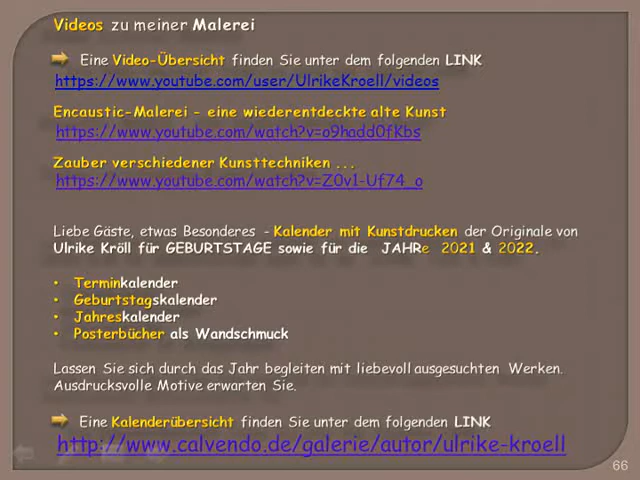 Videos zu meiner Malerei
Eine Video-Übersicht finden Sie unter dem folgenden LINK
https://www.youtube.com/user/UlrikeKroell/videos
Encaustic-Malerei - eine wiederentdeckte alte Kunst
https://www.youtube.com/watch?v=o9hadd0fKbs
Zauber verschiedener Kunsttechniken ...
https://www.youtube.com/watch?v=Z0v1-Uf74_o
Liebe Gäste, etwas Besonderes - Kalender mit Kunstdrucken der Originale von
Ulrike Kröll für GEBURTSTAGE sowie für die JAHRe 2021 & 2022.
• Terminkalender
• Geburtstagskalender
• Jahreskalender
• Posterbücher als Wandschmuck
Lassen Sie sich durch das Jahr begleiten mit liebevoll ausgesuchten Werken.
Ausdrucksvolle Motive erwarten Sie.
Eine Kalenderübersicht finden Sie unter dem folgenden LINK
http://www.calvendo.de/galerie/autor/ulrike-kroell
66